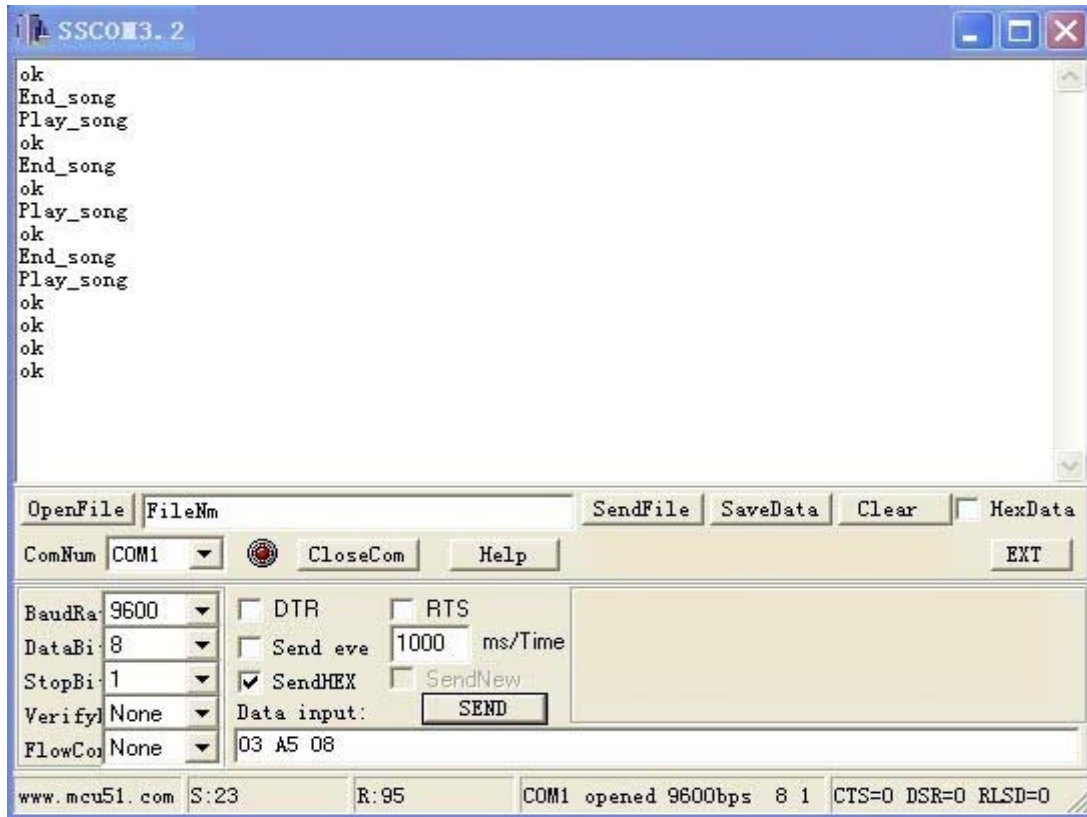 SSCOM3.2
ok
End_song
Play_song
ok
End_song
ok
Play_song
ok
End_song
Play_song
ok
ok
ok
ok
OpenFile FileNm SendFile SaveData Clear HexData
ComNum COM1 CloseCom Help EXT
BaudRa 9600 DTR RTS
DataBi 8 Send eve 1000 ms/Time
StopBi 1 SendHEX SendNew
Verify None Data input: SEND
FlowCo None 03 A5 08
www.mcu51.com S:23 R:95 COM1 opened 9600bps 8 1 CTS=0 DSR=0 RLSD=0